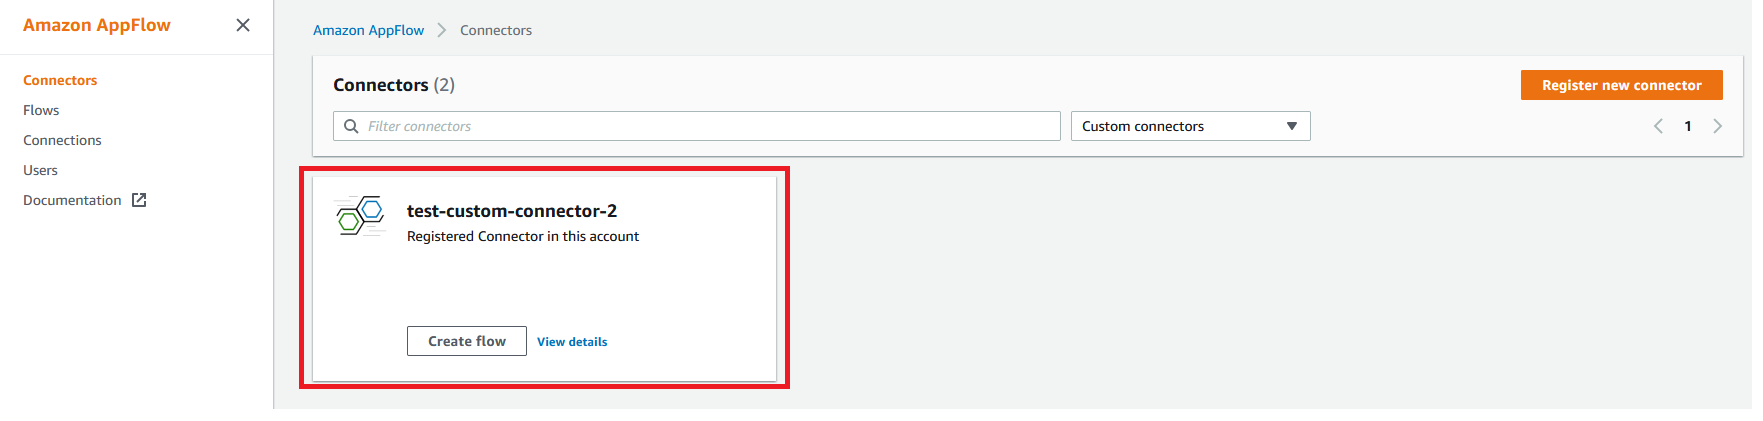 Amazon AppFlow
Connectors
Flows
Connections
Users
Documentation
Amazon AppFlow > Connectors
Connectors (2)
Register new connector
Filter connectors
Custom connectors
1
test-custom-connector-2
Registered Connector in this account
Create flow
View details